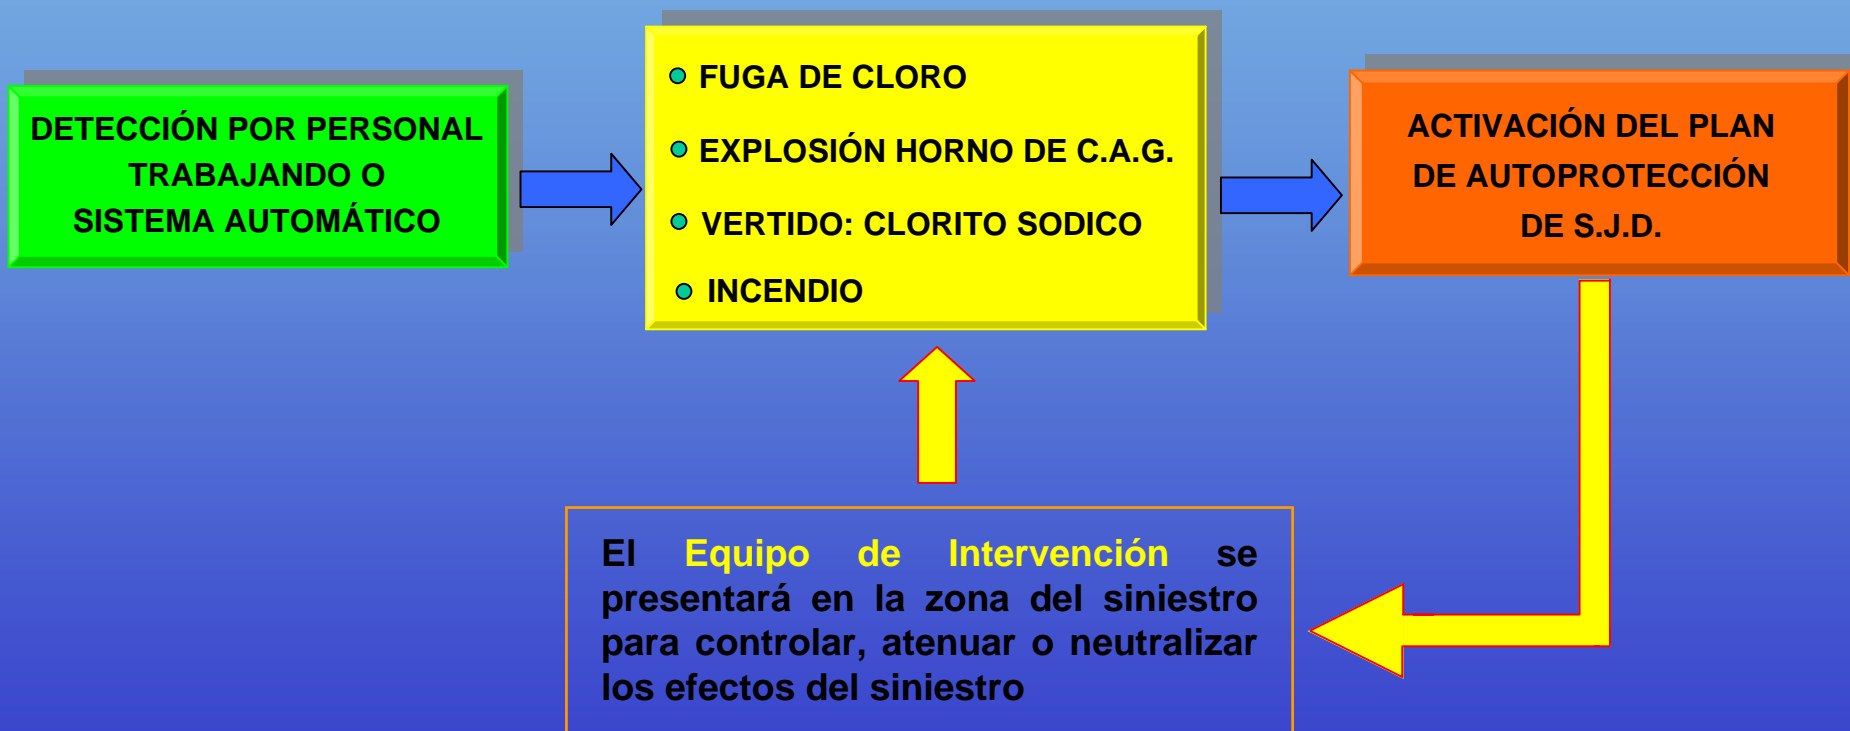 DETECCIÓN POR PERSONAL
TRABAJANDO O
SISTEMA AUTOMÁTICO
FUGA DE CLORO
EXPLOSIÓN HORNO DE C.A.G.
VERTIDO: CLORITO SODICO
INCENDIO
ACTIVACIÓN DEL PLAN
DE AUTOPROTECCIÓN
DE S.J.D.
El Equipo de Intervención se
presentará en la zona del siniestro
para controlar, atenuar o neutralizar
los efectos del siniestro